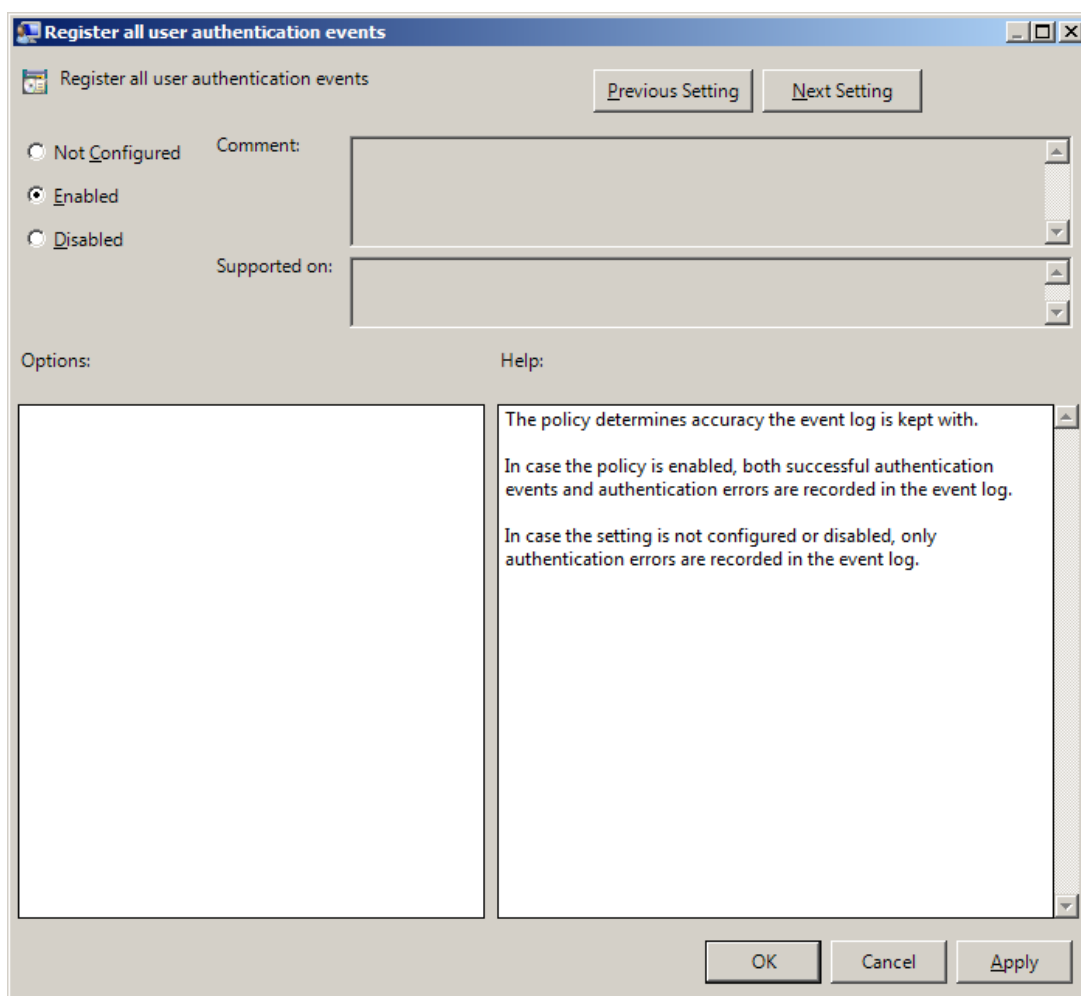 Register all user authentication events
Register all user authentication events
Previous Setting
Next Setting
Not Configured
Comment:
Enabled
Disabled
Supported on:
Options:
Help:
The policy determines accuracy the event log is kept with.
In case the policy is enabled, both successful authentication
events and authentication errors are recorded in the event log.
In case the setting is not configured or disabled, only
authentication errors are recorded in the event log.
OK
Cancel
Apply